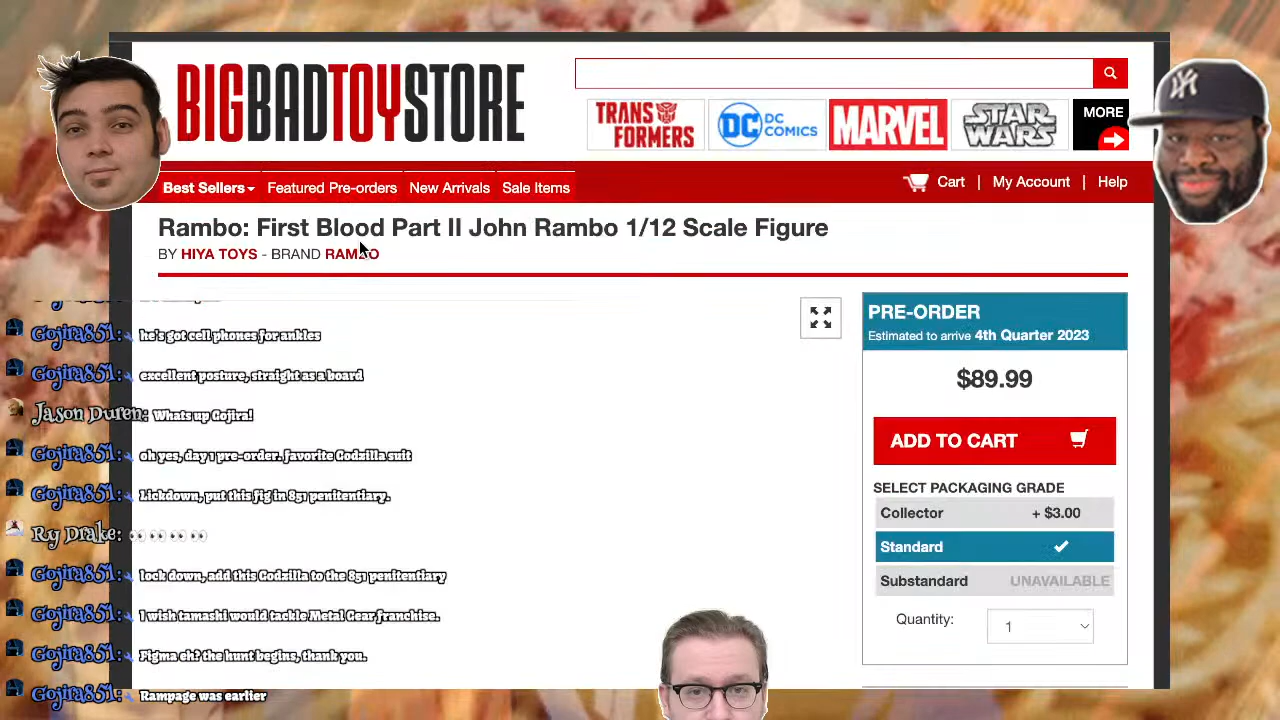 BIGBADTOYSTORE
TRANSFORMERS
DC
DC COMICS
MARVEL
STAR WARS
MORE
Best Sellers
Featured Pre-orders
New Arrivals
Sale Items
Cart | My Account | Help
Rambo: First Blood Part II John Rambo 1/12 Scale Figure
BY HIYA TOYS - BRAND RAMBO
Gojira851: he's got cell phones for ankles
Gojira851: excellent posture, straight as a board
Jason Duren: Whats up Gojira!
Gojira851: oh yes, day 1 pre-order. Favorite Godzilla suit
Gojira851: Lickdown, put this fig in 851 penitentiary.
Ry Drake: 👀 👀 👀 👀
Gojira851: lock down, add this Godzilla to the 851 penitentiary
Gojira851: I wish tamashi would tackle Metal Gear franchise.
Gojira851: Figma eh? the hunt begins, thank you.
Gojira851: Rampage was earlier
PRE-ORDER
Estimated to arrive 4th Quarter 2023
$89.99
ADD TO CART
SELECT PACKAGING GRADE
Collector + $3.00
Standard
Substandard UNAVAILABLE
Quantity: 1